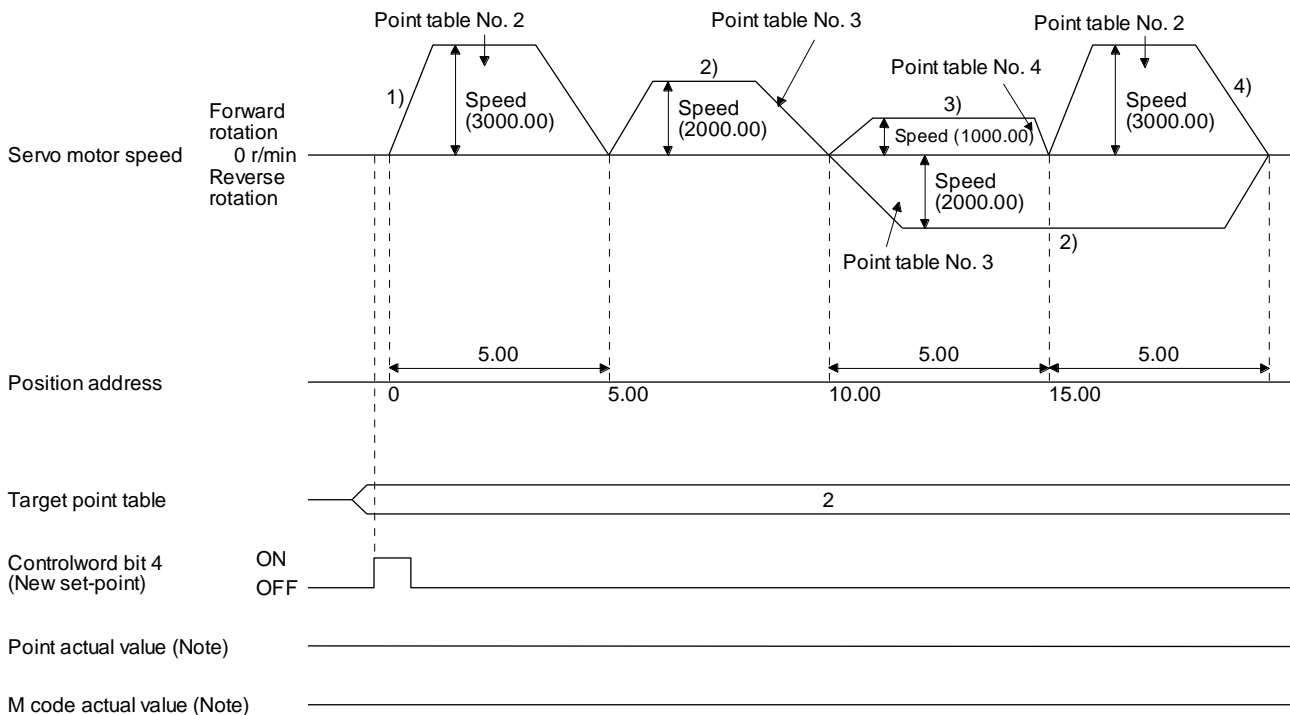 Point table No. 2
Point table No. 3
Point table No. 2
1)
2)
Point table No. 4
3)
4)
Speed
(3000.00)
Speed
(2000.00)
Speed (1000.00)
Speed
(3000.00)
Forward
rotation
Servo motor speed 0 r/min
Reverse
rotation
Speed
(2000.00)
2)
Point table No. 3
5.00
5.00
5.00
Position address
0
5.00
10.00
15.00
Target point table
2
Controlword bit 4
(New set-point)
ON
OFF
Point actual value (Note)
M code actual value (Note)